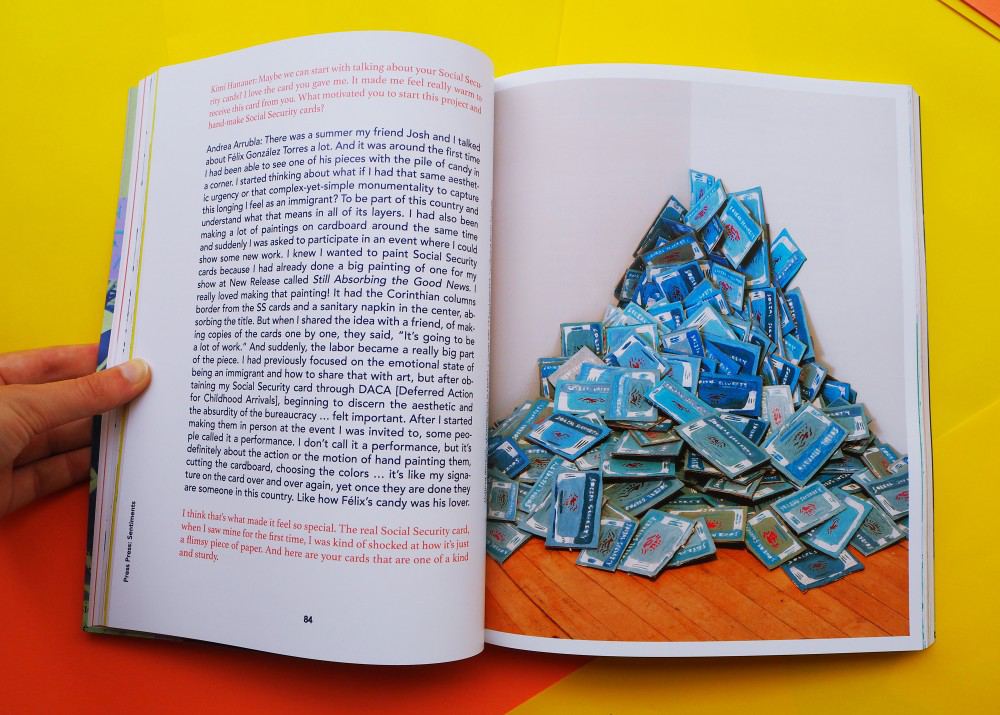 Kimi Hanauer: Maybe we can start with talking about your Social Secu-
rity cards? I love the card you gave me. It made me feel really warm to
receive this card from you. What motivated you to start this project and
hand-make Social Security cards?
Andrea Arrubla: There was a summer my friend Josh and I talked
about Félix González Torres a lot. And it was around the first time
I had been able to see one of his pieces with the pile of candy in
a corner. I started thinking about what if I had that same aesthet-
ic urgency or that complex-yet-simple monumentality to capture
this longing I feel as an immigrant? To be part of this country and
understand what that means in all of its layers. I had also been
making a lot of paintings on cardboard around the same time
and suddenly I was asked to participate in an event where I could
show some new work. I knew I wanted to paint Social Security
cards because I had already done a big painting of one for my
show at New Release called Still Absorbing the Good News. I
really loved making that painting! It had the Corinthian columns
border from the SS cards and a sanitary napkin in the center, ab-
sorbing the title. But when I shared the idea with a friend, of mak-
ing copies of the cards one by one, they said, “It’s going to be
a lot of work.” And suddenly, the labor became a really big part
of the piece. I had previously focused on the emotional state of
being an immigrant and how to share that with art, but after ob-
taining my Social Security card through DACA [Deferred Action
for Childhood Arrivals], beginning to discern the aesthetic and
the absurdity of the bureaucracy … felt important. After I started
making them in person at the event I was invited to, some peo-
ple called it a performance. I don’t call it a performance, but it’s
definitely about the action or the motion of hand painting them,
cutting the cardboard, choosing the colors … it’s like my signa-
ture on the card over and over again, yet once they are done they
are someone in this country. Like how Félix’s candy was his lover.
I think that’s what made it feel so special. The real Social Security card,
when I saw mine for the first time, I was kind of shocked at how it’s just
a flimsy piece of paper. And here are your cards that are one of a kind
and sturdy.
Press Press: Sentiments
84